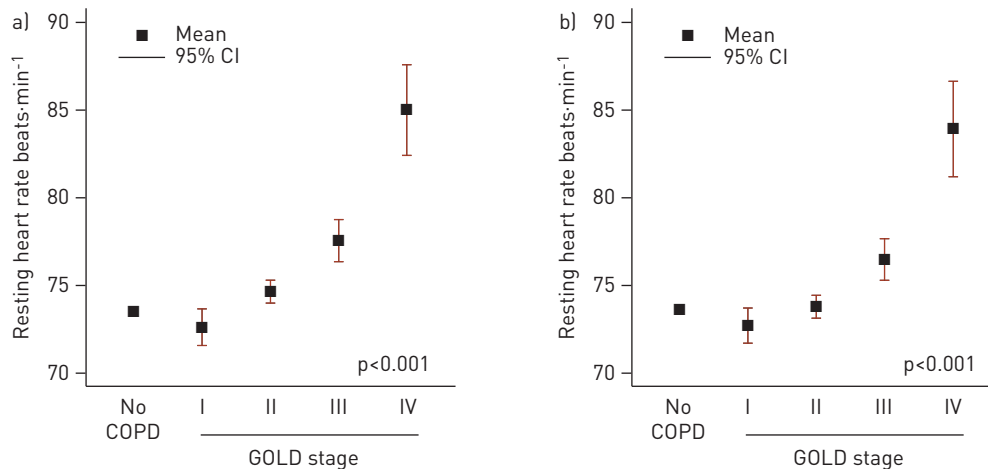 a)
90
85
80
75
70
Resting heart rate beats·min⁻¹
Mean
95% CI
p<0.001
No COPD
I
II
III
IV
GOLD stage
b)
90
85
80
75
70
Resting heart rate beats·min⁻¹
Mean
95% CI
p<0.001
No COPD
I
II
III
IV
GOLD stage